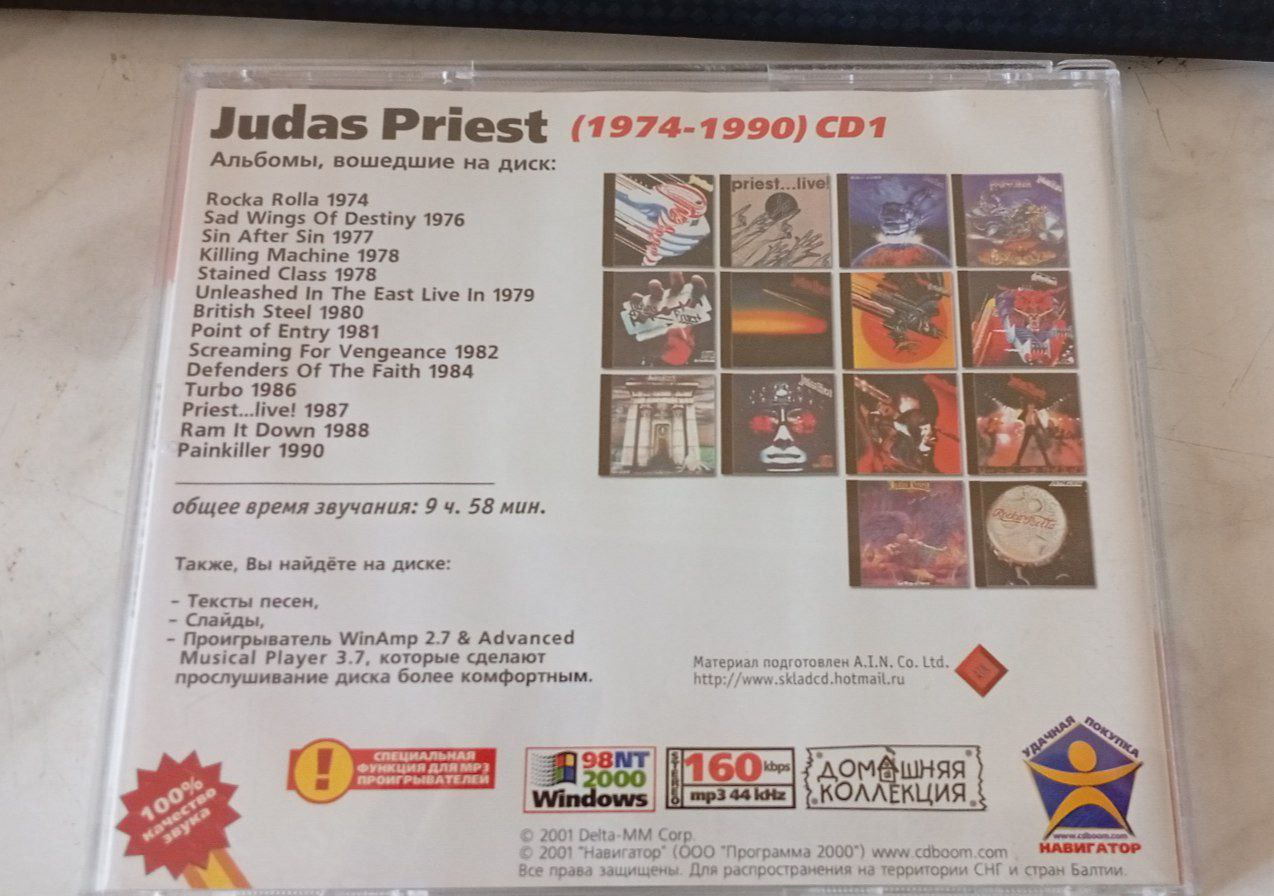 Judas Priest (1974-1990) CD1
Альбомы, вошедшие на диск:
Rocka Rolla 1974
Sad Wings Of Destiny 1976
Sin After Sin 1977
Killing Machine 1978
Stained Class 1978
Unleashed In The East Live In 1979
British Steel 1980
Point of Entry 1981
Screaming For Vengeance 1982
Defenders Of The Faith 1984
Turbo 1986
Priest...live! 1987
Ram It Down 1988
Painkiller 1990
priest...live!
Rocka Rolla
общее время звучания: 9 ч. 58 мин.
Также, Вы найдёте на диске:
- Тексты песен,
- Слайды,
- Проигрыватель WinAmp 2.7 & Advanced
Musical Player 3.7, которые сделают
прослушивание диска более комфортным.
Материал подготовлен A.I.N. Co. Ltd.
http://www.skladcd.hotmail.ru
100%
качество
звука
СПЕЦИАЛЬНАЯ
ФУНКЦИЯ ДЛЯ MP3
ПРОИГРЫВАТЕЛЕЙ
98NT
2000
Windows
STEREO
160 kbps
mp3 44 kHz
ДОМАШНЯЯ
КОЛЛЕКЦИЯ
УДАЧНАЯ ПОКУПКА
www.cdboom.com
НАВИГАТОР
© 2001 Delta-MM Corp.
© 2001 "Навигатор" (ООО "Программа 2000") www.cdboom.com
Все права защищены. Для распространения на территории СНГ и стран Балтии.